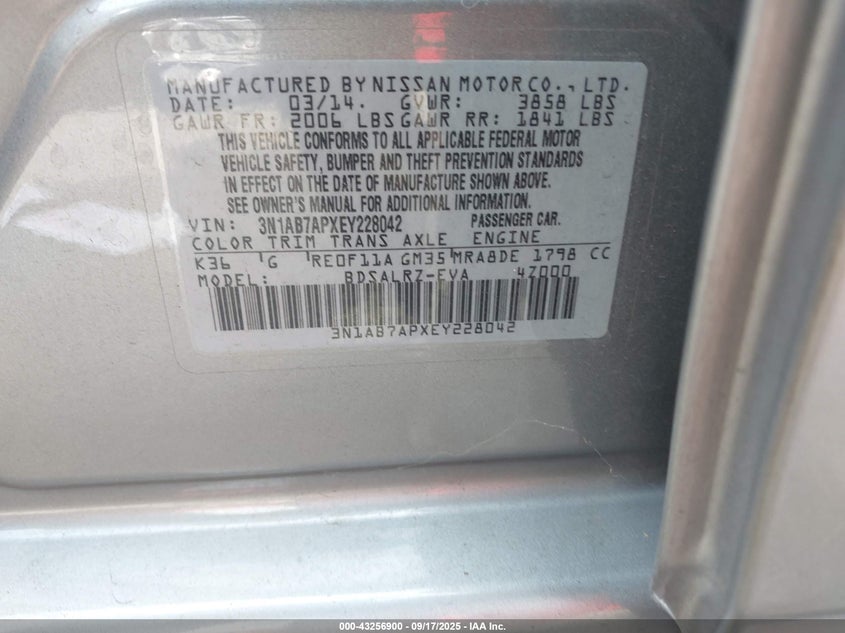 MANUFACTURED BY NISSAN MOTOR CO., LTD.
DATE: 03/14. GVWR: 3858 LBS
GAWR FR: 2006 LBS GAWR RR: 1841 LBS
THIS VEHICLE CONFORMS TO ALL APPLICABLE FEDERAL MOTOR
VEHICLE SAFETY, BUMPER AND THEFT PREVENTION STANDARDS
IN EFFECT ON THE DATE OF MANUFACTURE SHOWN ABOVE.
SEE OWNER'S MANUAL FOR ADDITIONAL INFORMATION.
VIN: 3N1AB7APXEY228042 PASSENGER CAR.
COLOR TRIM TRANS AXLE ENGINE
K36 G RE0F11A GM35 MRA8DE 1798 CC
MODEL: BDSALRZ-EVA 4Z000
3N1AB7APXEY228042
000-43256900 - 09/17/2025 - IAA Inc.